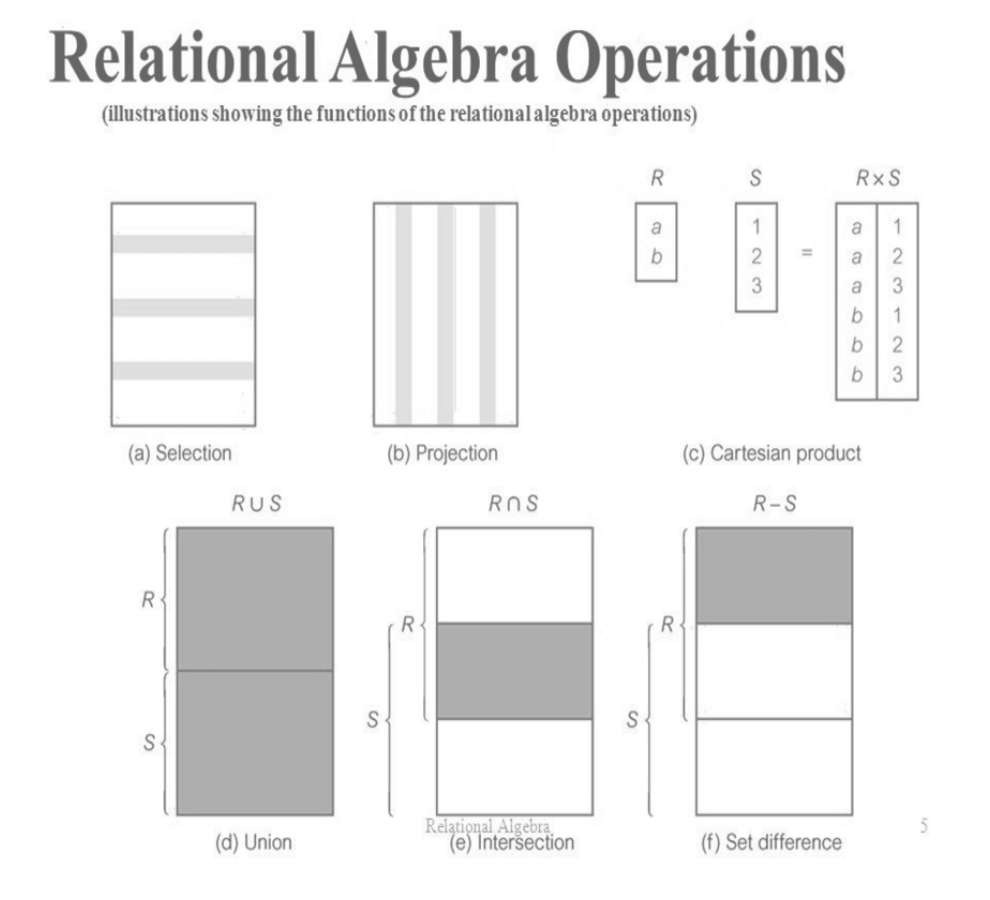 Relational Algebra Operations
(illustrations showing the functions of the relational algebra operations)
R S R×S
a 1 a 1
b 2 = a 2
3 a 3
b 1
b 2
b 3
(a) Selection (b) Projection (c) Cartesian product
R∪S R∩S R–S
R
R R
S S
S
Relational Algebra 5
(d) Union (e) Intersection (f) Set difference